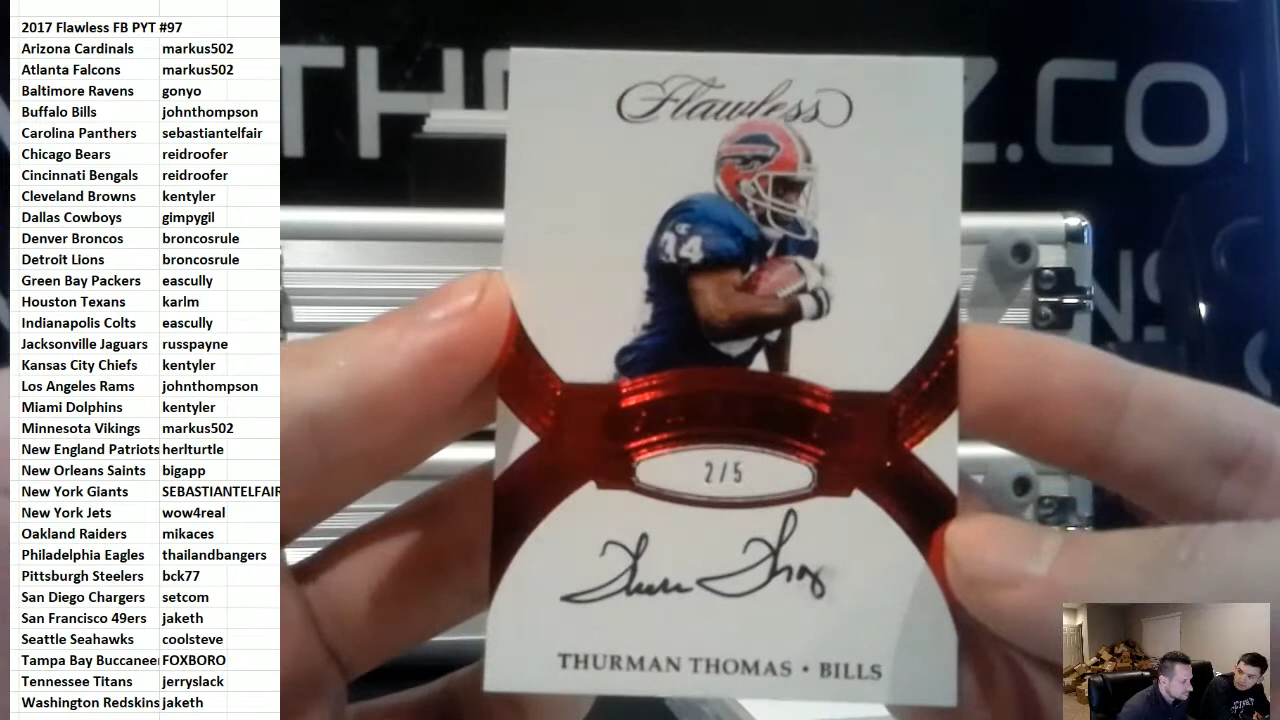 2017 Flawless FB PYT #97
Arizona Cardinals markus502
Atlanta Falcons markus502
Baltimore Ravens gonyo
Buffalo Bills johnthompson
Carolina Panthers sebastiantelfair
Chicago Bears reidroofer
Cincinnati Bengals reidroofer
Cleveland Browns kentyler
Dallas Cowboys gimpygil
Denver Broncos broncosrule
Detroit Lions broncosrule
Green Bay Packers eascully
Houston Texans karlm
Indianapolis Colts eascully
Jacksonville Jaguars russpayne
Kansas City Chiefs kentyler
Los Angeles Rams johnthompson
Miami Dolphins kentyler
Minnesota Vikings markus502
New England Patriots herlturtle
New Orleans Saints bigapp
New York Giants SEBASTIANTELFAIR
New York Jets wow4real
Oakland Raiders mikaces
Philadelphia Eagles thailandbangers
Pittsburgh Steelers bck77
San Diego Chargers setcom
San Francisco 49ers jaketh
Seattle Seahawks coolsteve
Tampa Bay Buccaneer FOXBORO
Tennessee Titans jerryslack
Washington Redskins jaketh
Flawless
34
2/5
Thurman Thomas
THURMAN THOMAS • BILLS
Z.CO